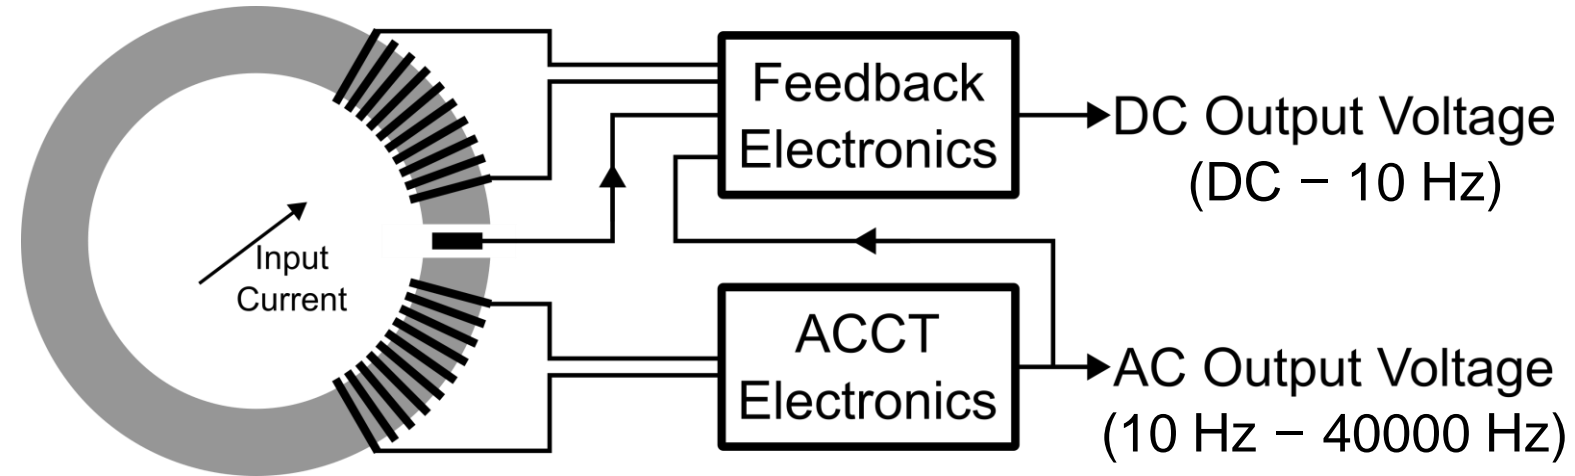 Feedback
Electronics
DC Output Voltage
(DC − 10 Hz)
Input
Current
ACCT
Electronics
AC Output Voltage
(10 Hz − 40000 Hz)